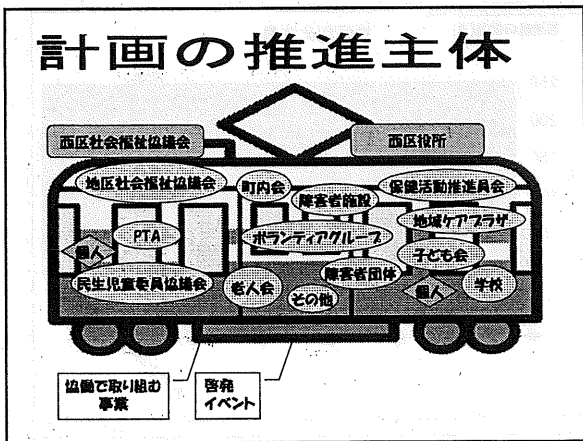 計画の推進主体
西区社会福祉協議会
西区役所
地区社会福祉協議会
町内会
障害者施設
保健活動推進員会
PTA
ボランティアグループ
地域ケアプラザ
個人
子ども会
民生児童委員協議会
老人会
障害者団体
その他
個人
学校
協働で取り組む
事業
啓発
イベント